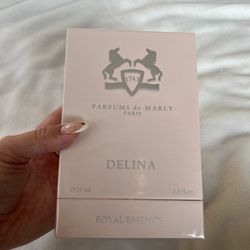 1743
PARFUMS de MARLY
PARIS
DELINA
ROYAL ESSENCE